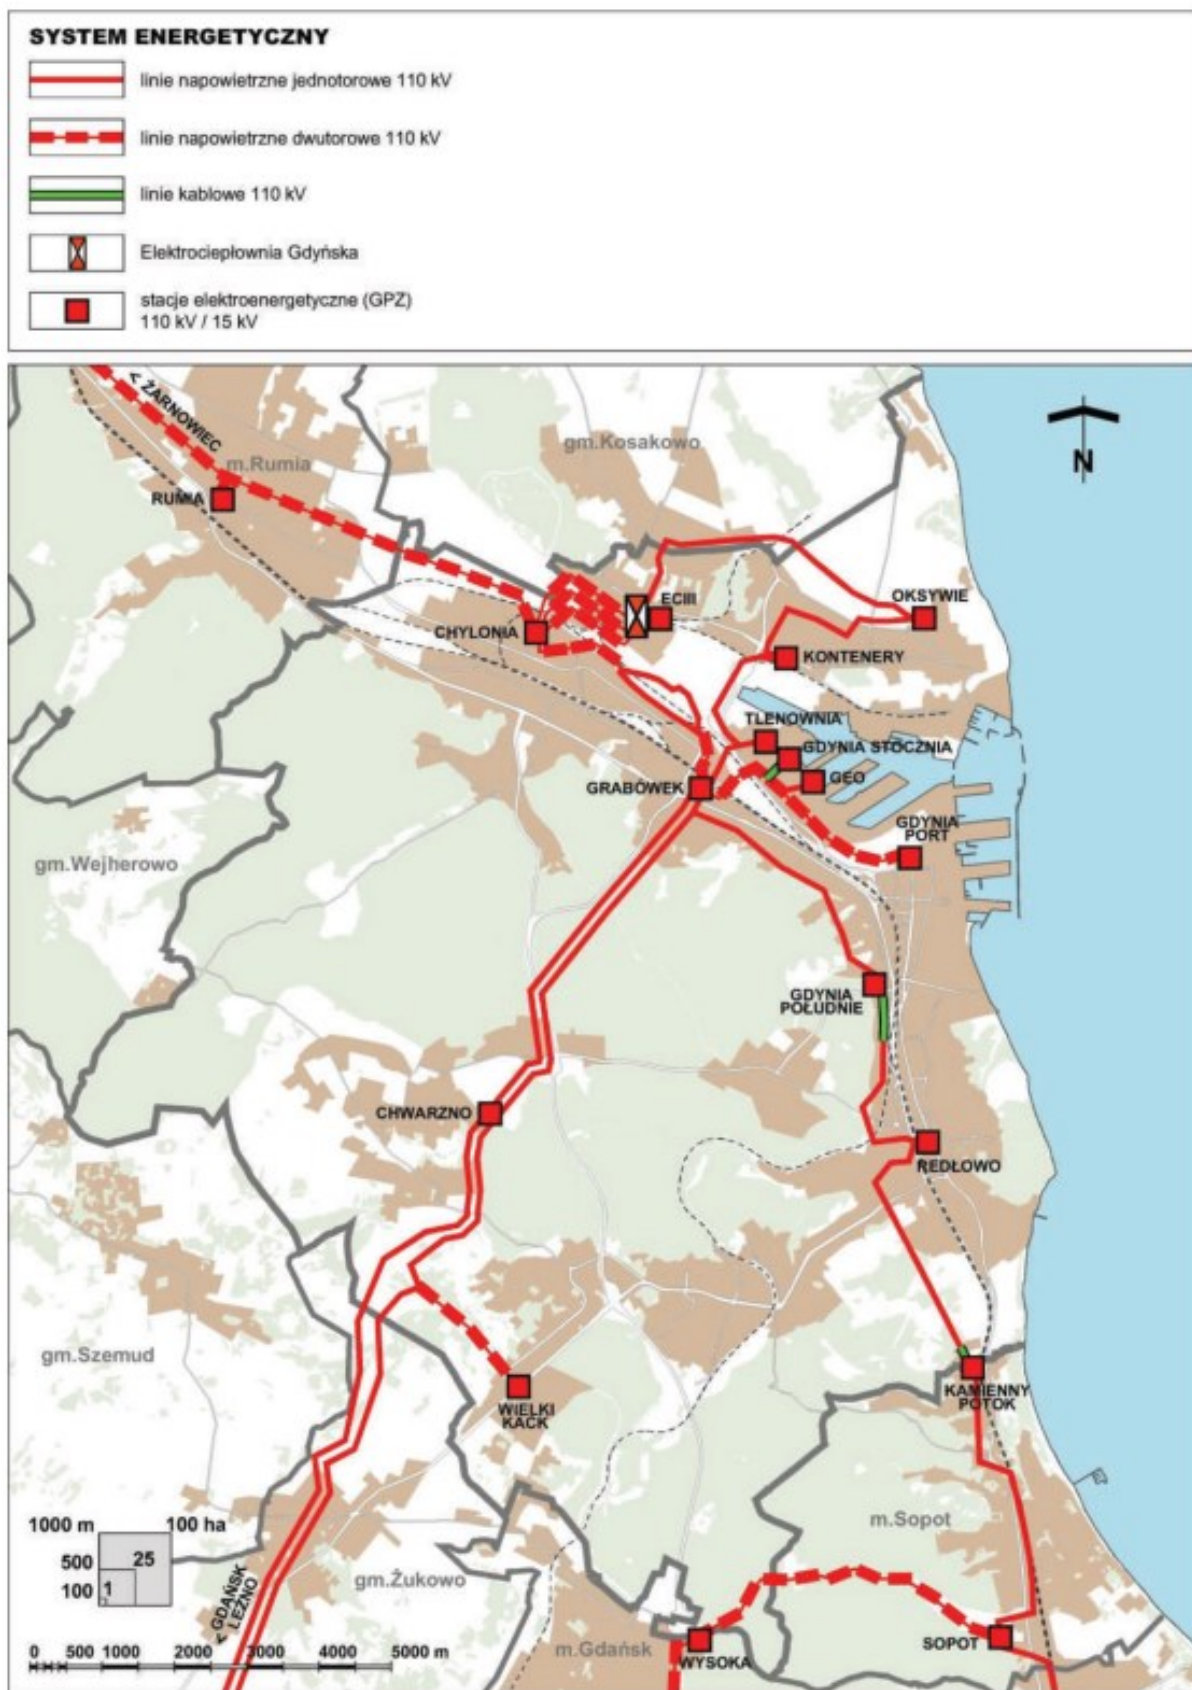 SYSTEM ENERGETYCZNY
linie napowietrzne jednotorowe 110 kV
linie napowietrzne dwutorowe 110 kV
linie kablowe 110 kV
Elektrociepłownia Gdyńska
stacje elektroenergetyczne (GPZ)
110 kV / 15 kV
< ŻARNOWIEC
gm.Kosakowo
m.Rumia
N
RUMIA
ECIII
OKSYWIE
CHYLONIA
KONTENERY
TLENOWNIA
GDYNIA STOCZNIA
GRABÓWEK
GEO
GDYNIA
PORT
gm.Wejherowo
GDYNIA
POŁUDNIE
CHWARZNO
REDŁOWO
gm.Szemud
KAMIENNY
POTOK
WIELKI
KACK
1000 m
100 ha
500
25
100
1
m.Sopot
gm.Żukowo
< GDAŃSK
LEŹNO
SOPOT
m.Gdańsk
WYSOKA
0 500 1000 2000 3000 4000 5000 m